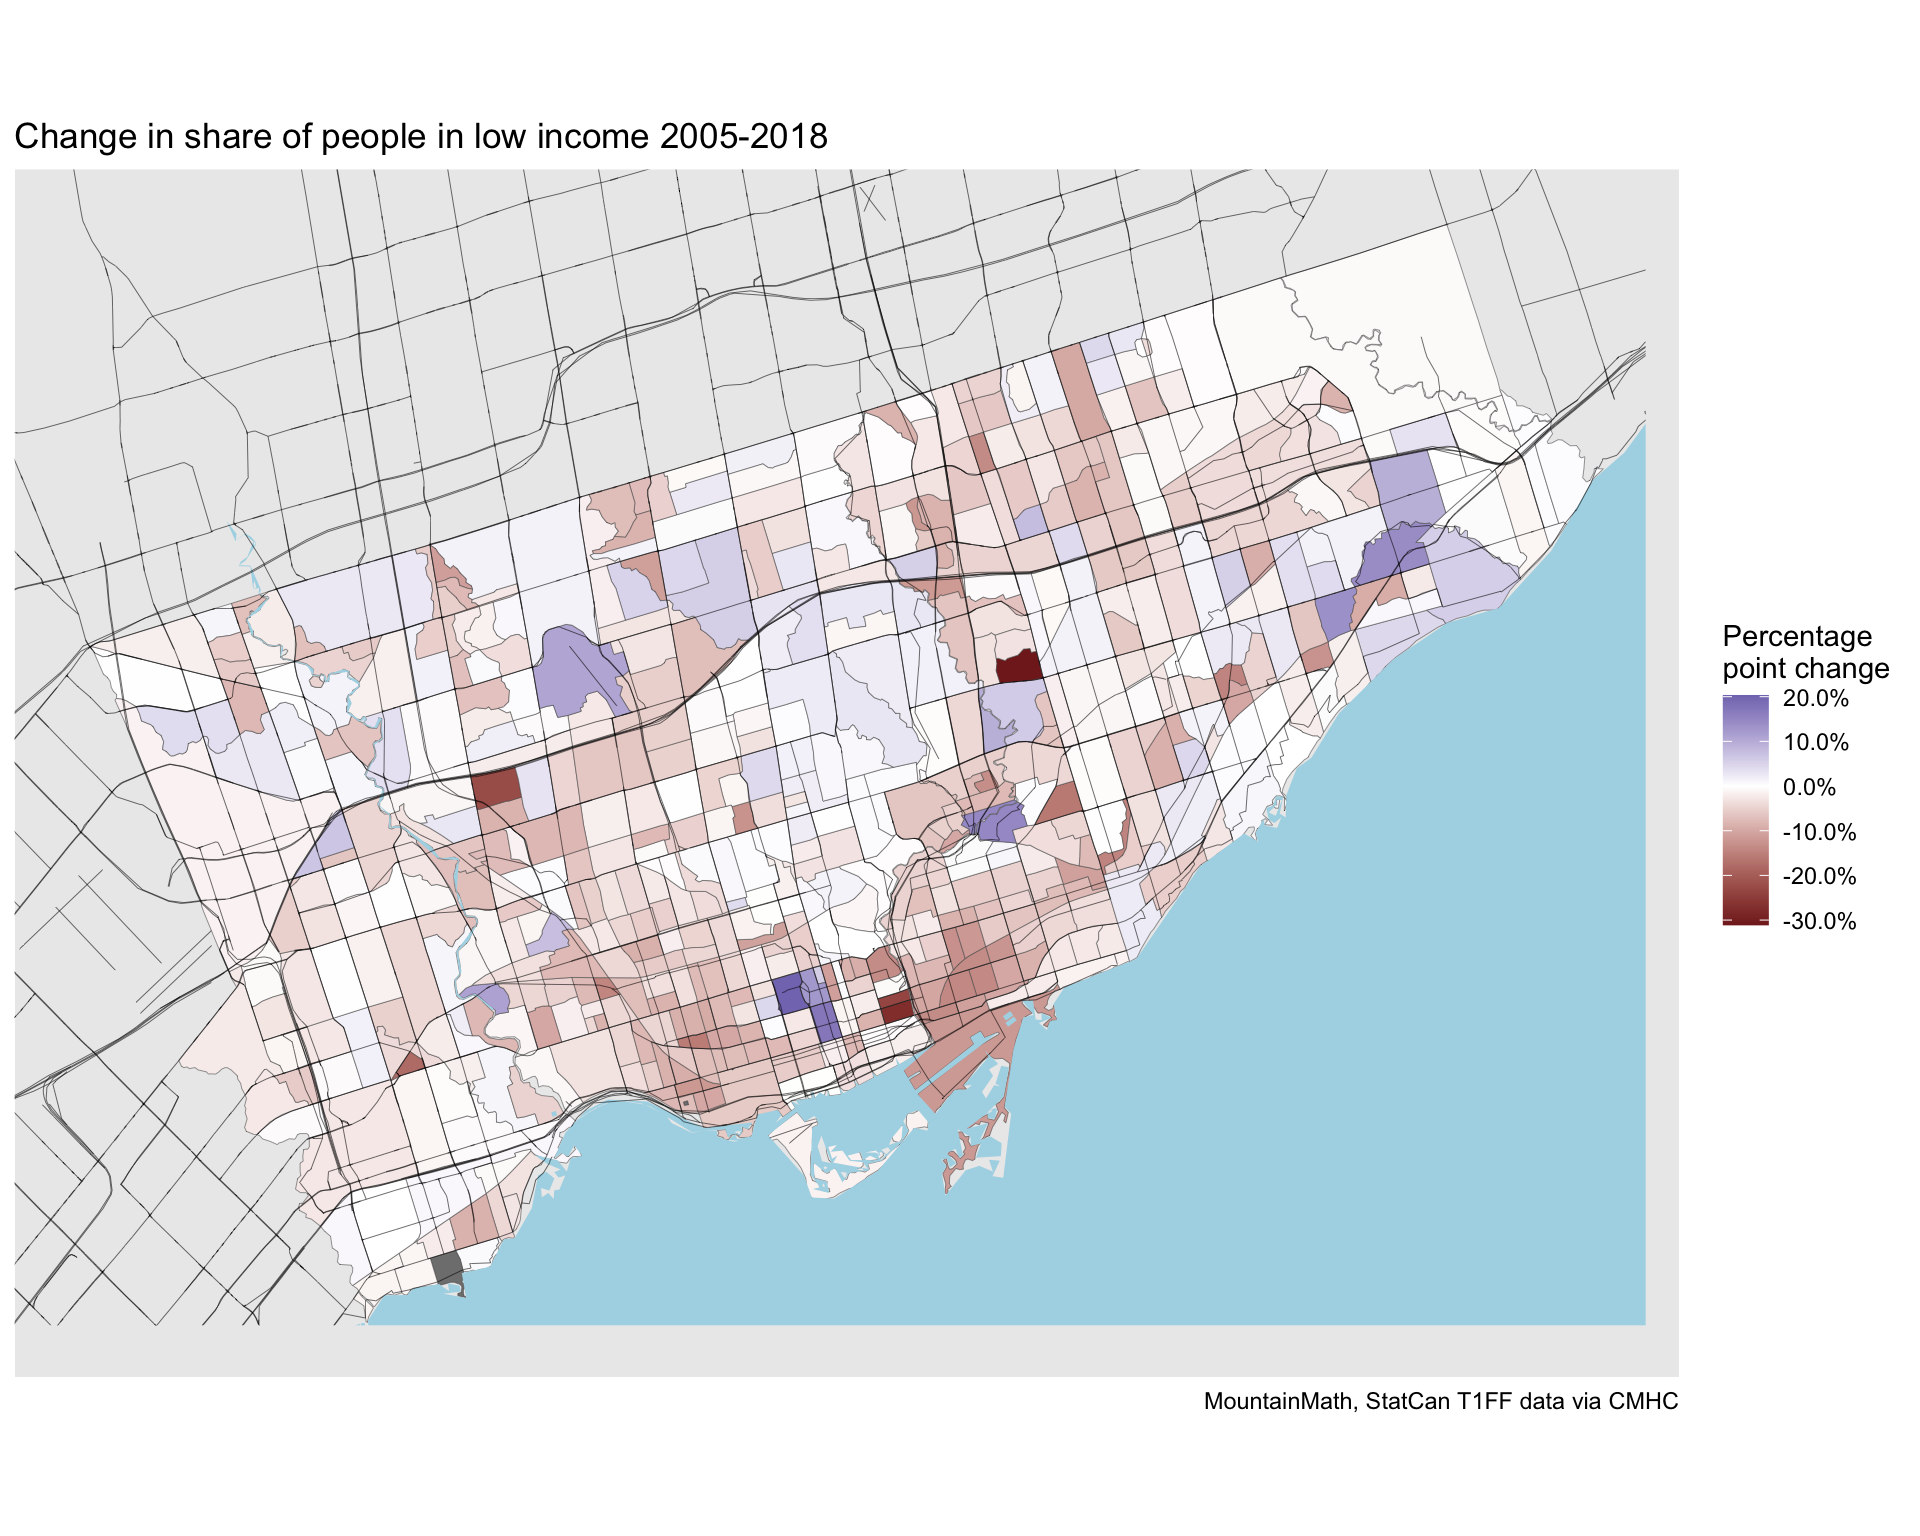 Change in share of people in low income 2005-2018
Percentage
point change
20.0%
10.0%
0.0%
-10.0%
-20.0%
-30.0%
MountainMath, StatCan T1FF data via CMHC